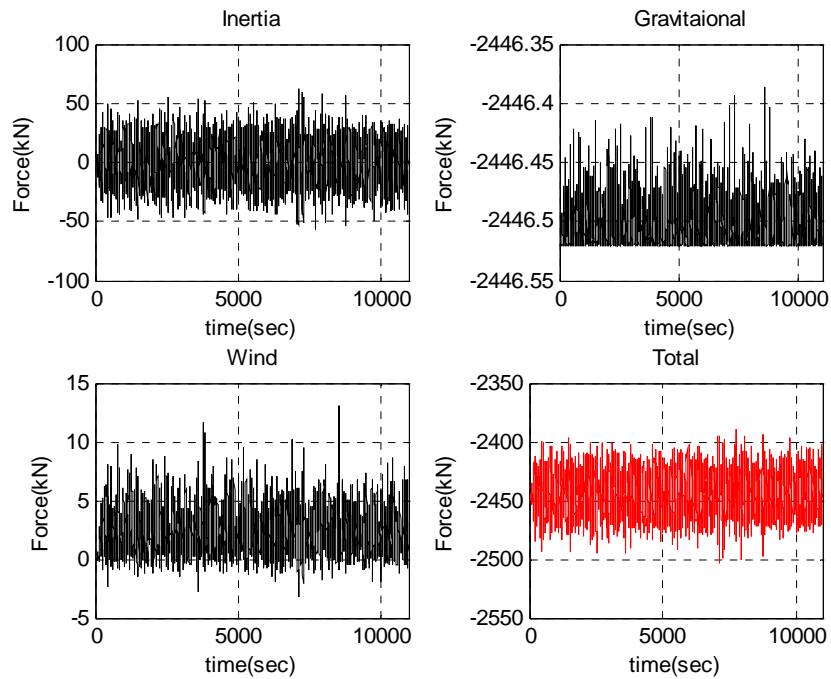 Inertia
100
50
0
-50
-100
Force(kN)
0 5000 10000
time(sec)
Gravitaional
-2446.35
-2446.4
-2446.45
-2446.5
-2446.55
Force(kN)
0 5000 10000
time(sec)
Wind
15
10
5
0
-5
Force(kN)
0 5000 10000
time(sec)
Total
-2350
-2400
-2450
-2500
-2550
Force(kN)
0 5000 10000
time(sec)